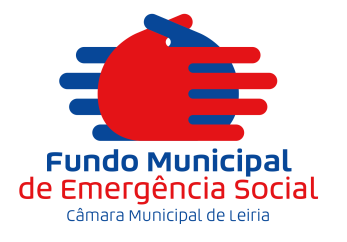 Fundo Municipal
de Emergência Social
Câmara Municipal de Leiria